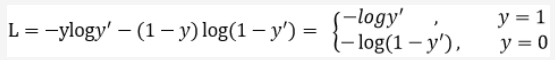 L = −ylogy′ − (1 − y) log(1 − y′) = { −logy′ , y = 1
−log(1 − y′), y = 0